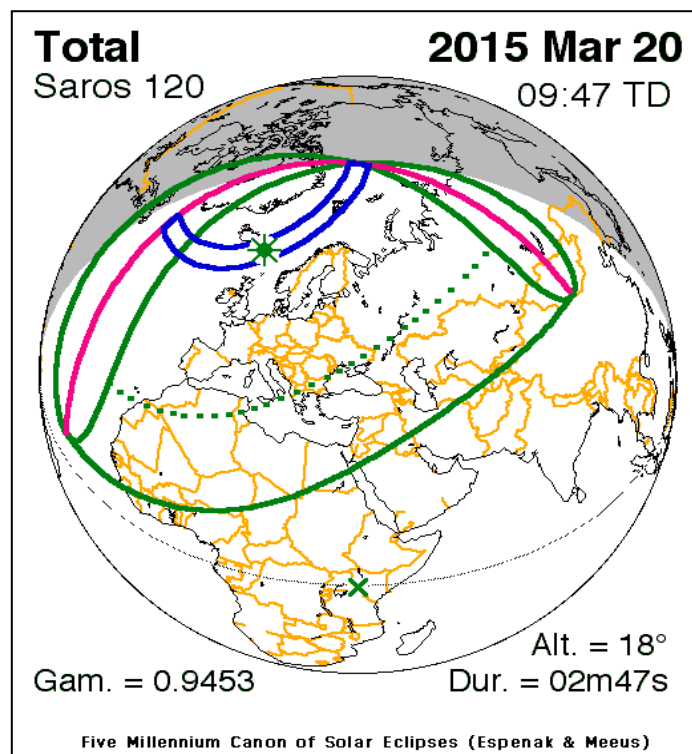 Total 2015 Mar 20
Saros 120 09:47 TD
Alt. = 18°
Gam. = 0.9453 Dur. = 02m47s
Five Millennium Canon of Solar Eclipses (Espenak & Meeus)